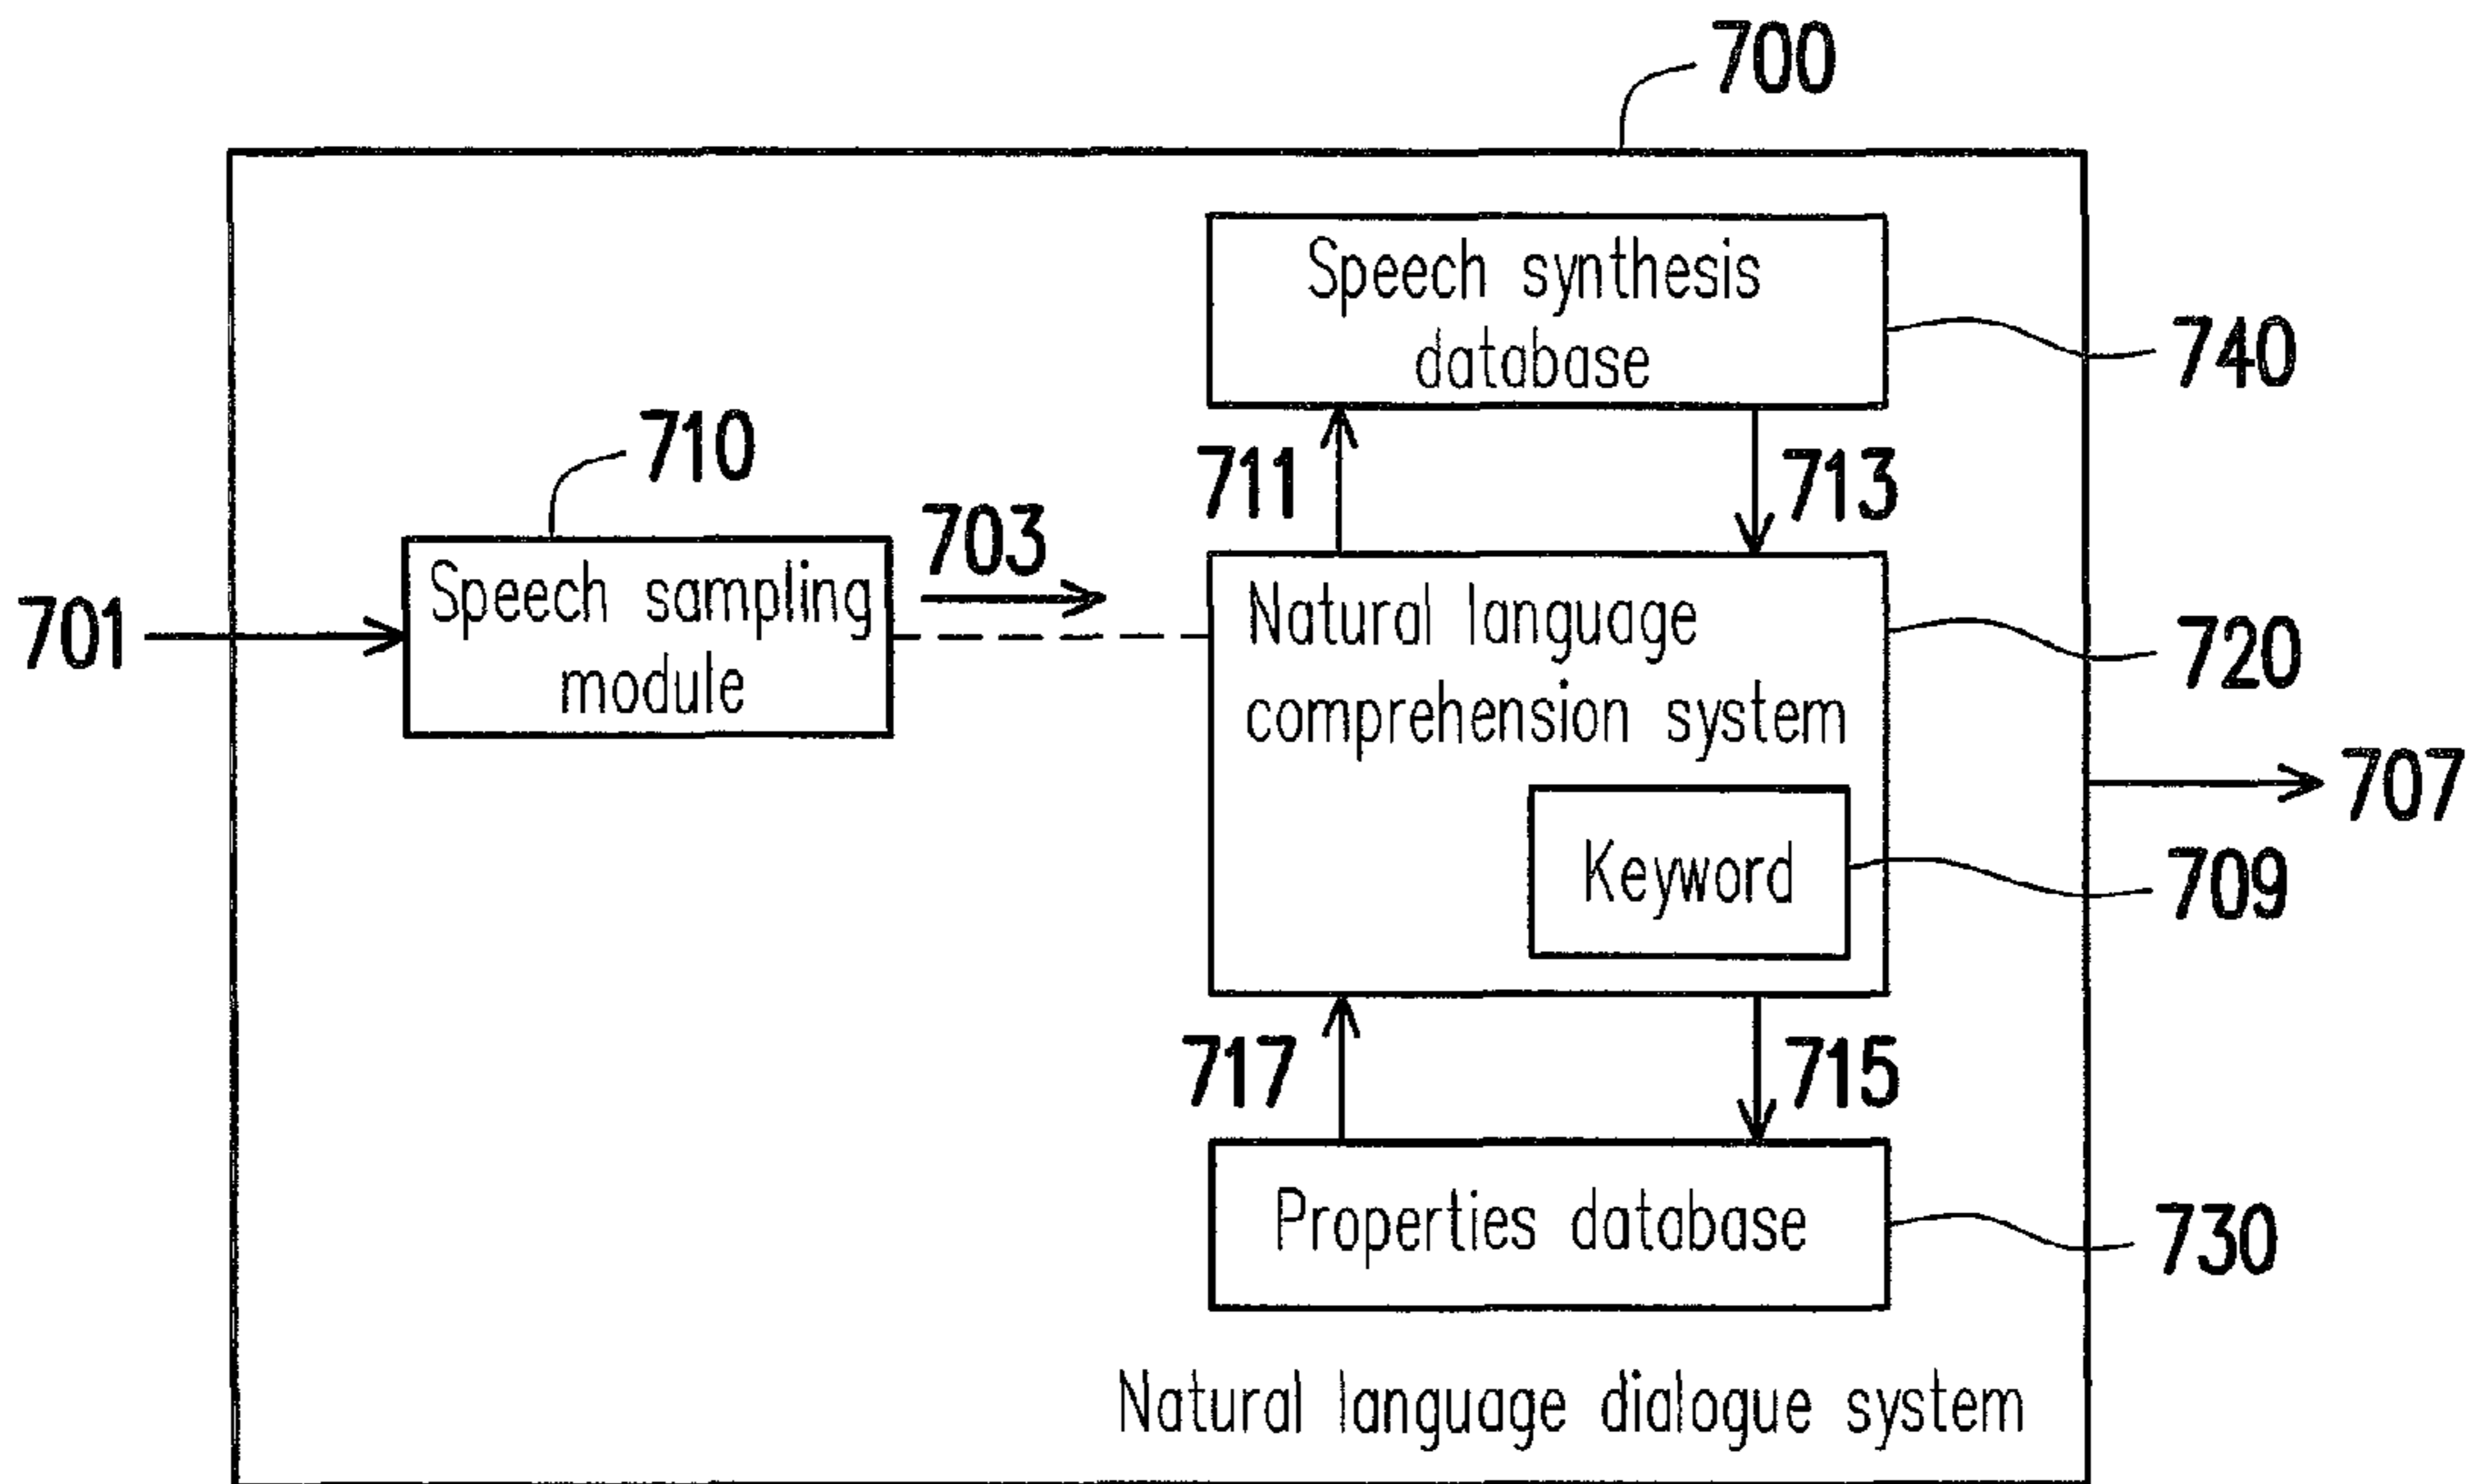 700
Speech synthesis
database
740
710
711
713
703
701
Speech sampling
module
Natural language
comprehension system
720
707
Keyword
709
717
715
Properties database
730
Natural language dialogue system